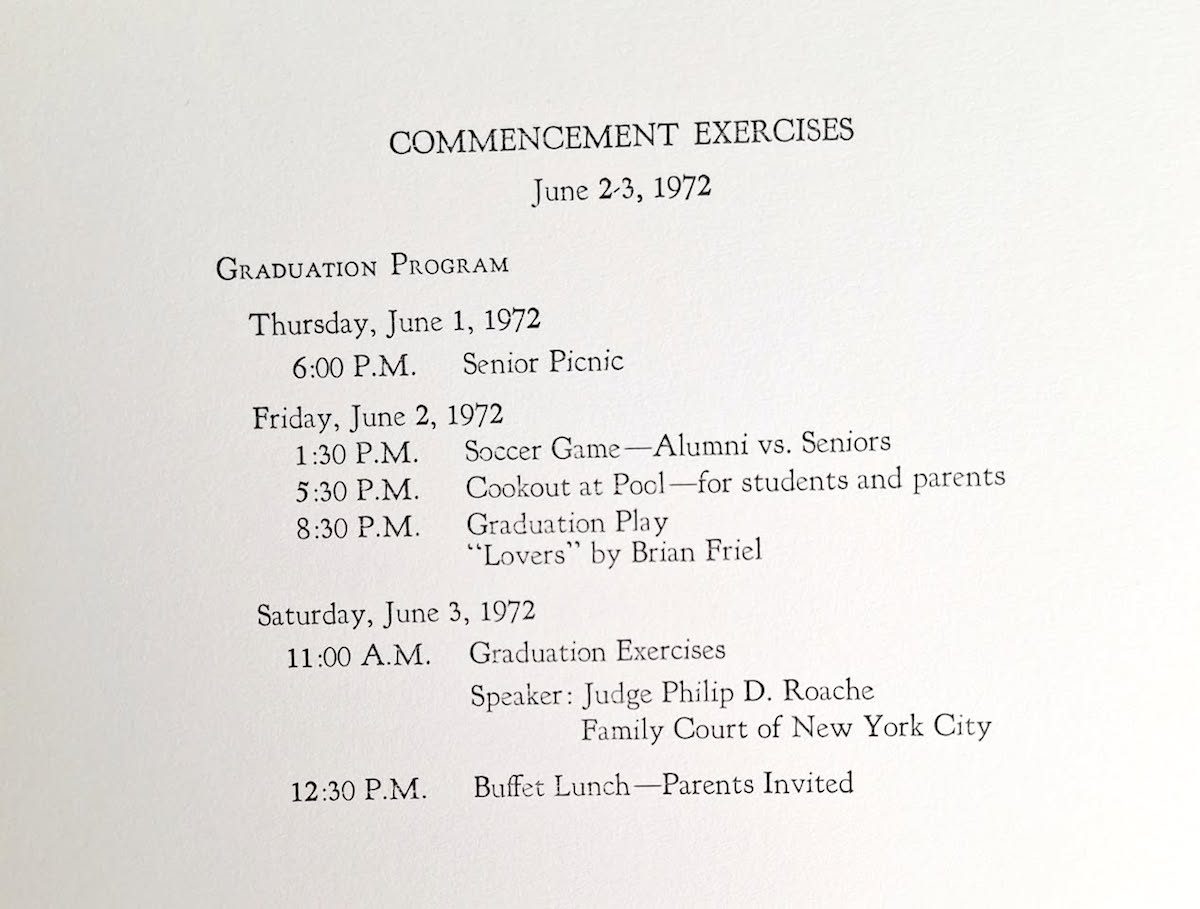 COMMENCEMENT EXERCISES
June 2-3, 1972
GRADUATION PROGRAM
Thursday, June 1, 1972
6:00 P.M. Senior Picnic
Friday, June 2, 1972
1:30 P.M. Soccer Game—Alumni vs. Seniors
5:30 P.M. Cookout at Pool—for students and parents
8:30 P.M. Graduation Play
“Lovers” by Brian Friel
Saturday, June 3, 1972
11:00 A.M. Graduation Exercises
Speaker: Judge Philip D. Roache
Family Court of New York City
12:30 P.M. Buffet Lunch—Parents Invited